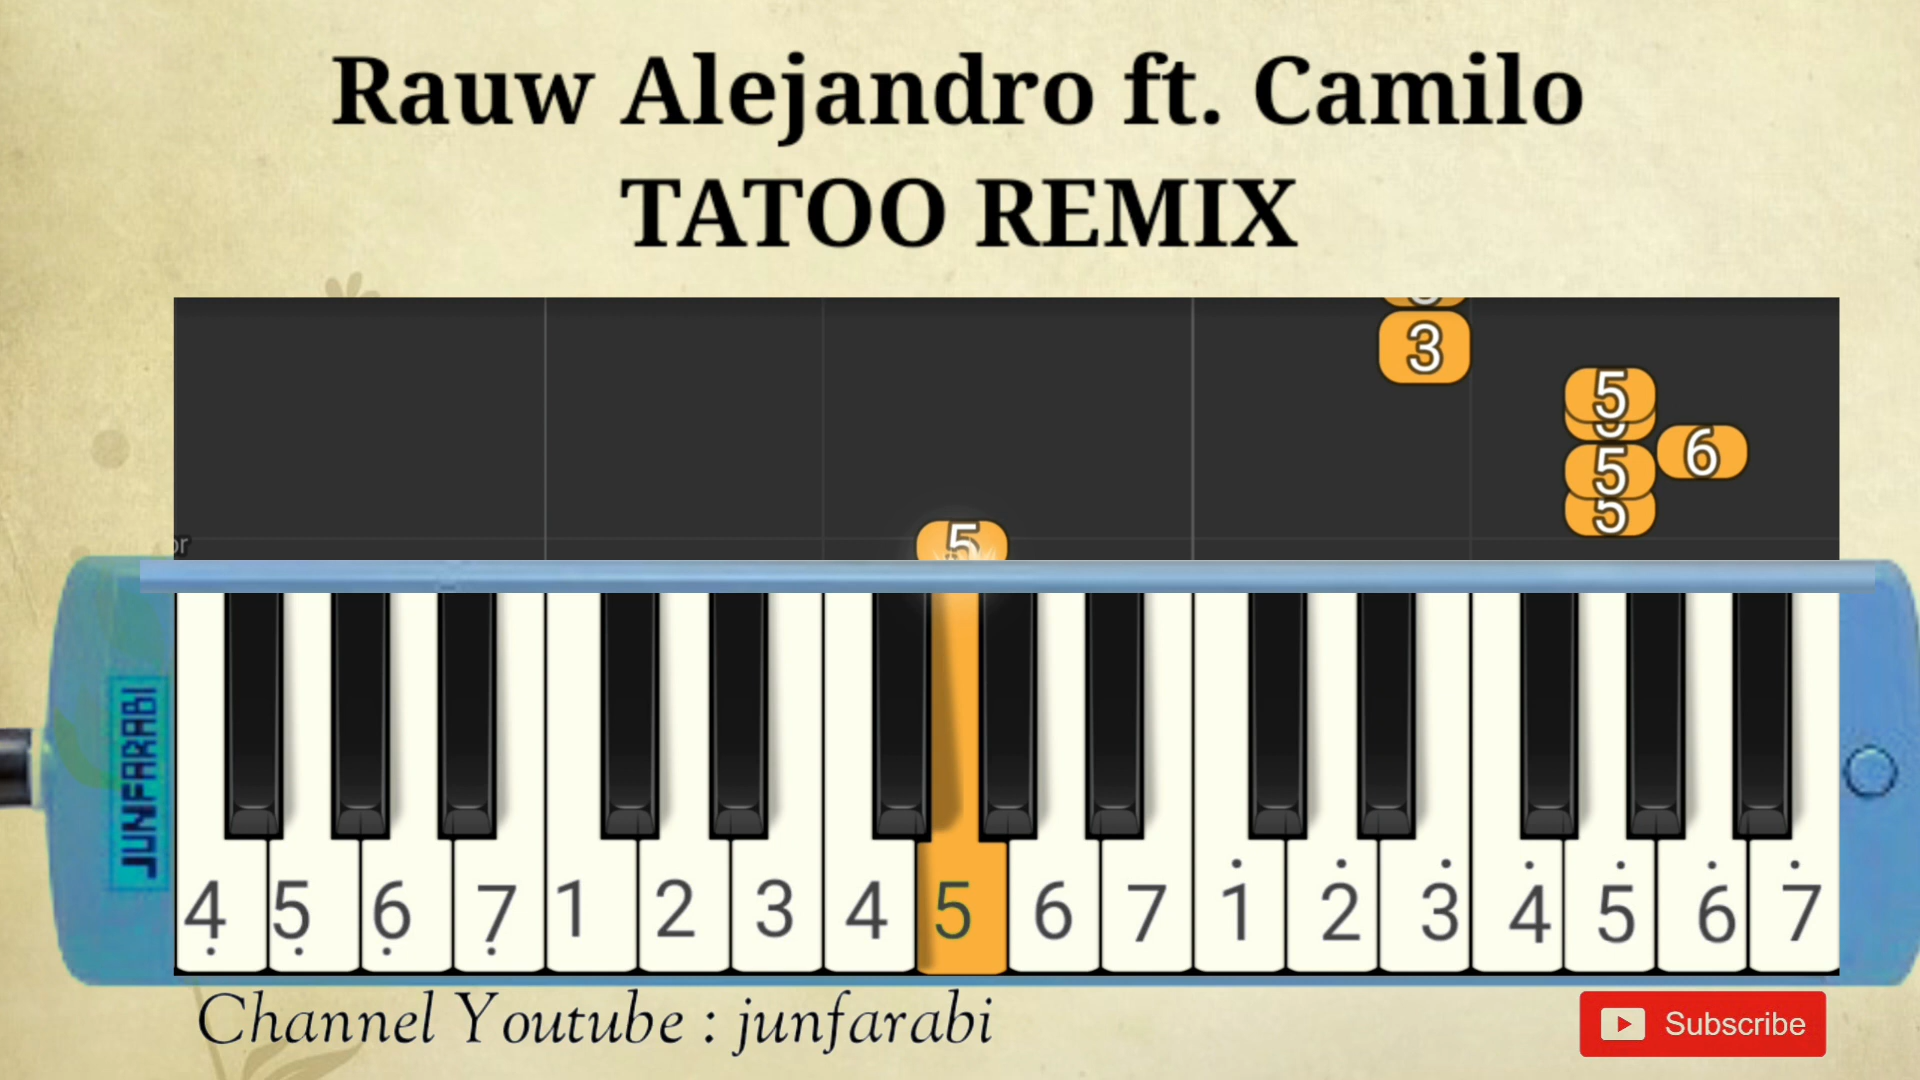 Rauw Alejandro ft. Camilo
TATOO REMIX
3
5
5
6
5
5
or
JUNFARABI
4̣ 5̣ 6̣ 7̣ 1 2 3 4 5 6 7 1̇ 2̇ 3̇ 4̇ 5̇ 6̇ 7̇
Channel Youtube : junfarabi
Subscribe